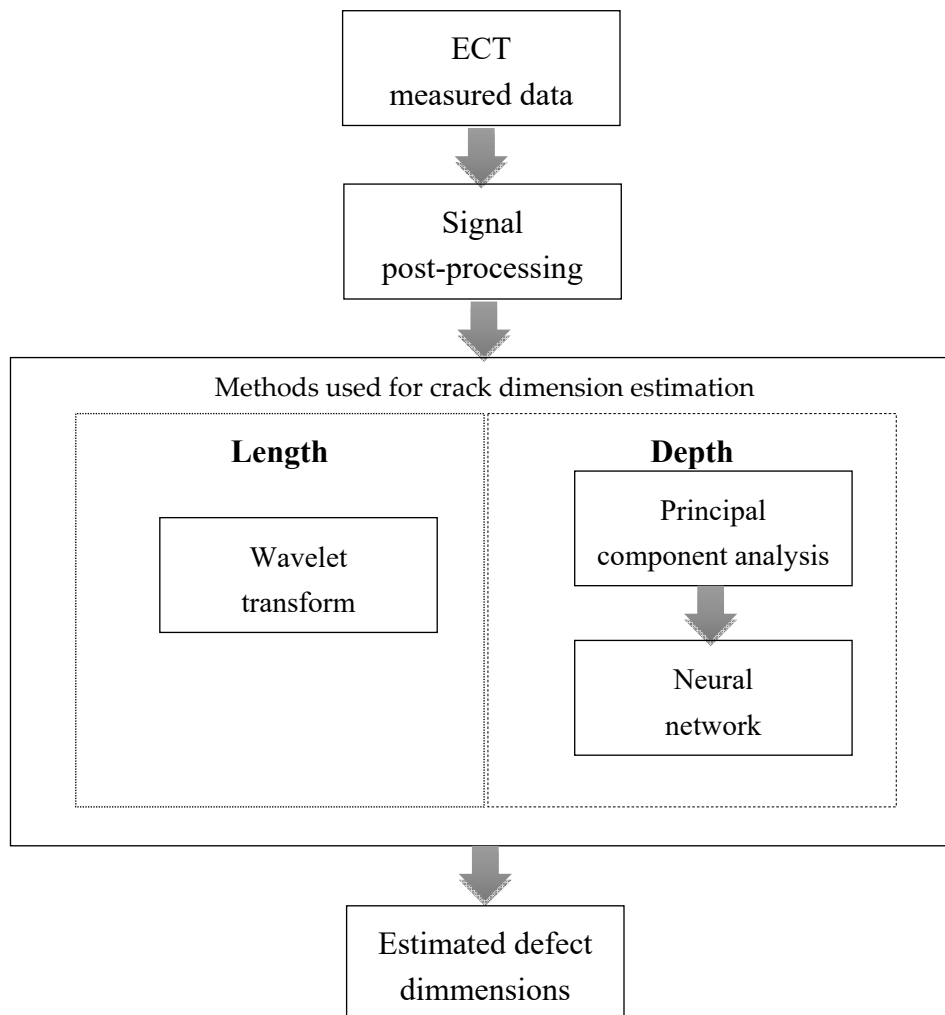 ECT
measured data
Signal
post-processing
Methods used for crack dimension estimation
Length
Wavelet
transform
Depth
Principal
component analysis
Neural
network
Estimated defect
dimmensions